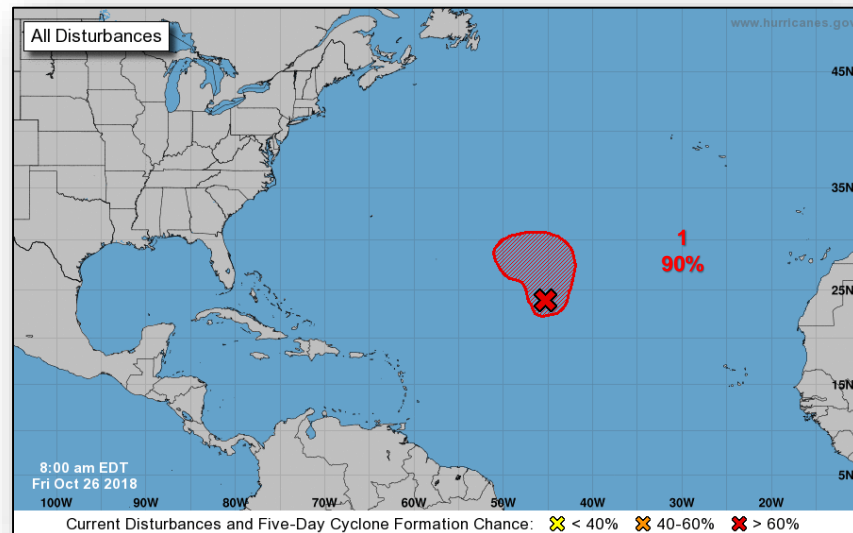 All Disturbances
www.hurricanes.gov
45N
35N
1
90%
25N
15N
8:00 am EDT
Fri Oct 26 2018
5N
100W 90W 80W 70W 60W 50W 40W 30W 20W
Current Disturbances and Five-Day Cyclone Formation Chance: < 40% 40-60% > 60%